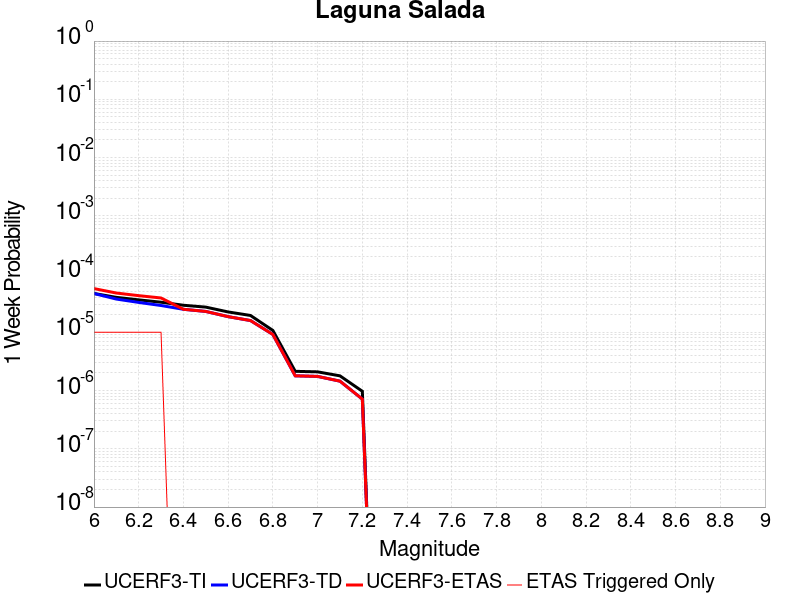 Laguna Salada
10^0
10^-1
10^-2
10^-3
10^-4
10^-5
10^-6
10^-7
10^-8
1 Week Probability
6 6.2 6.4 6.6 6.8 7 7.2 7.4 7.6 7.8 8 8.2 8.4 8.6 8.8 9
Magnitude
UCERF3-TI UCERF3-TD UCERF3-ETAS ETAS Triggered Only